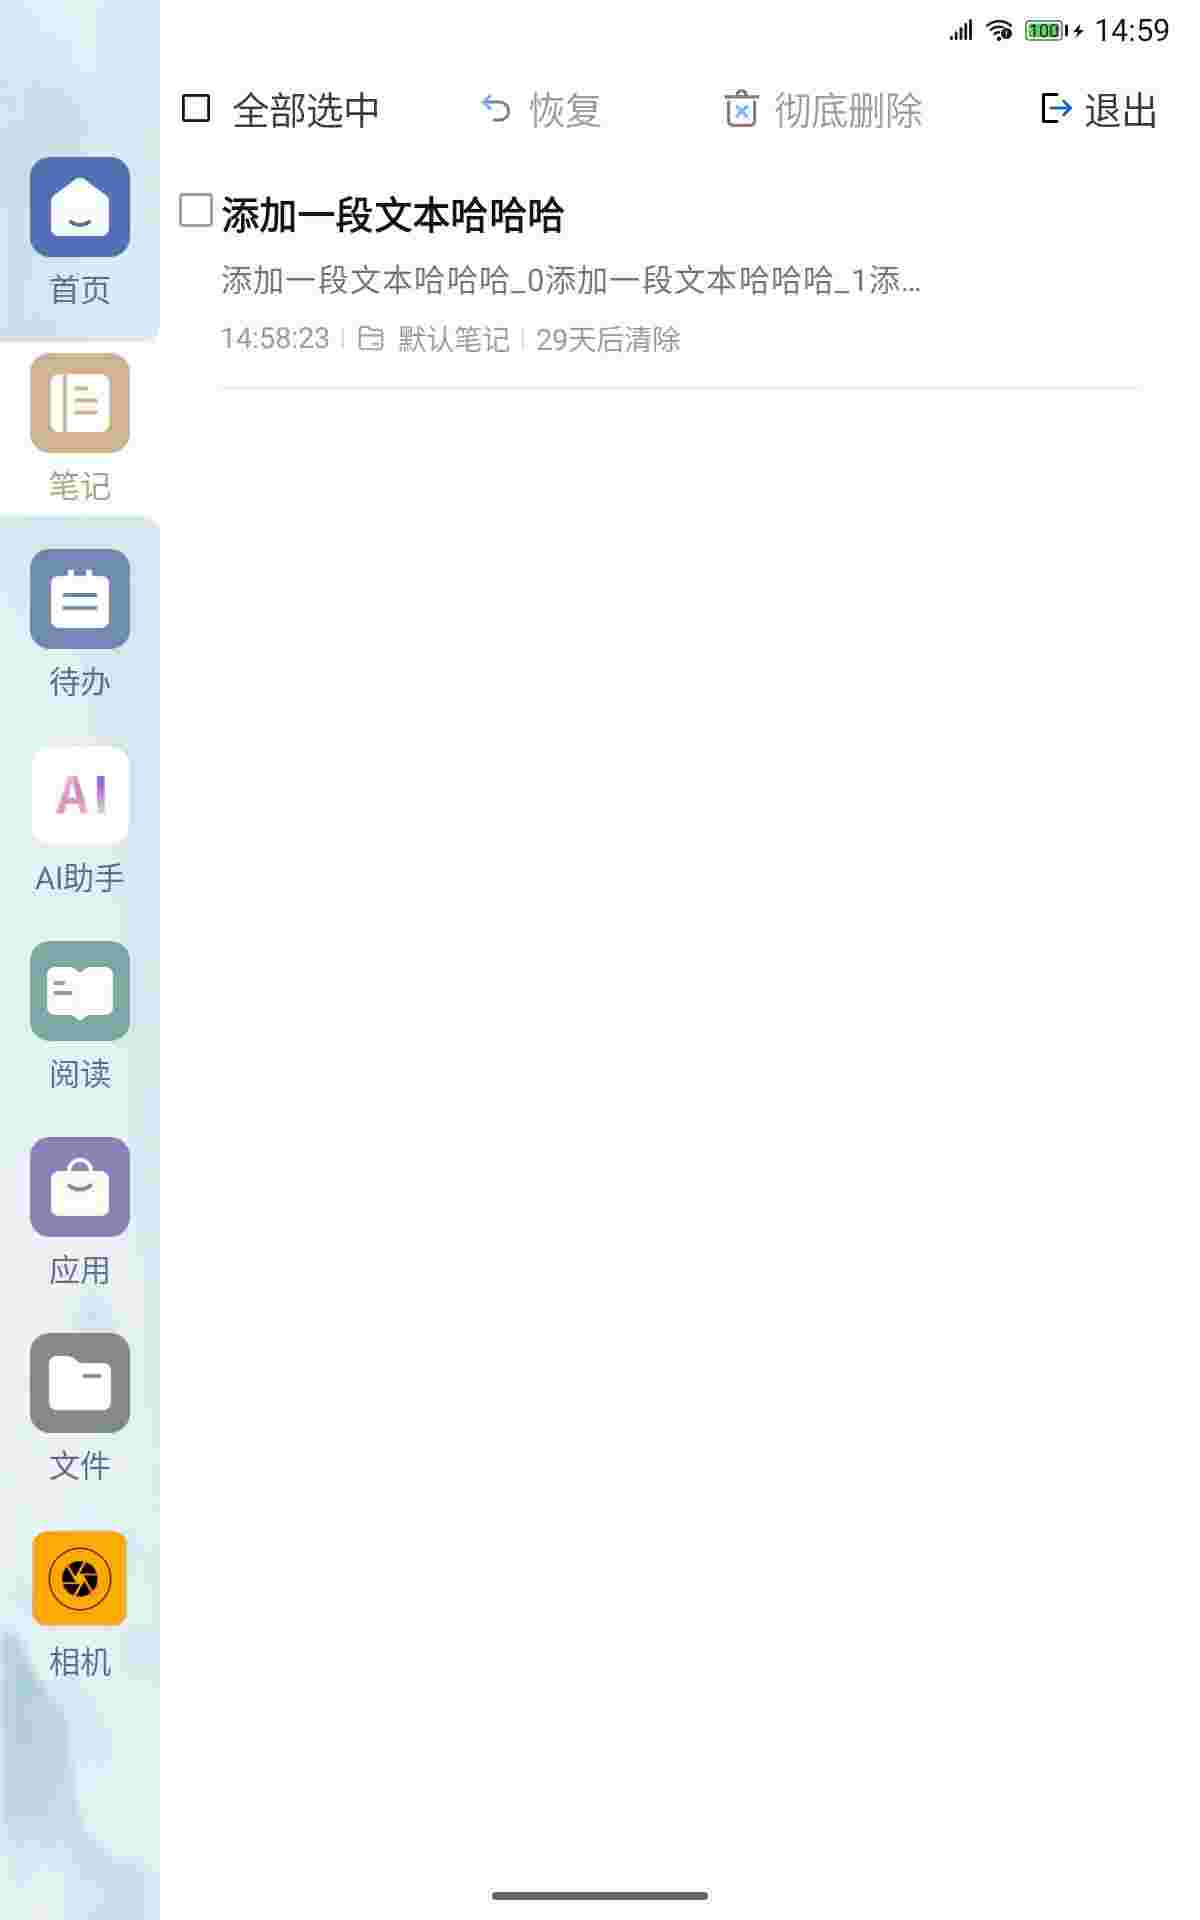 14:59
100
全部选中 恢复 彻底删除 退出
添加一段文本哈哈哈
添加一段文本哈哈哈_0添加一段文本哈哈哈_1添...
14:58:23 默认笔记 29天后清除
首页
笔记
待办
AI
AI助手
阅读
应用
文件
相机